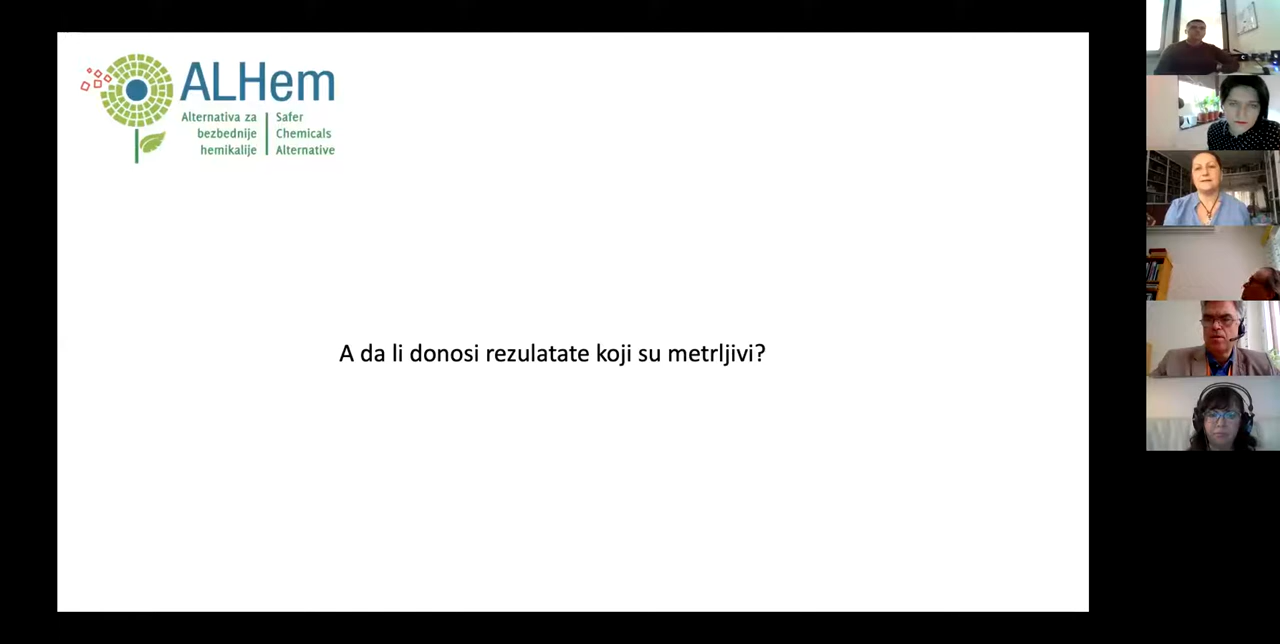 ALHem
Alternativa za
bezbednije
hemikalije
Safer
Chemicals
Alternative
A da li donosi rezulatate koji su metrljivi?